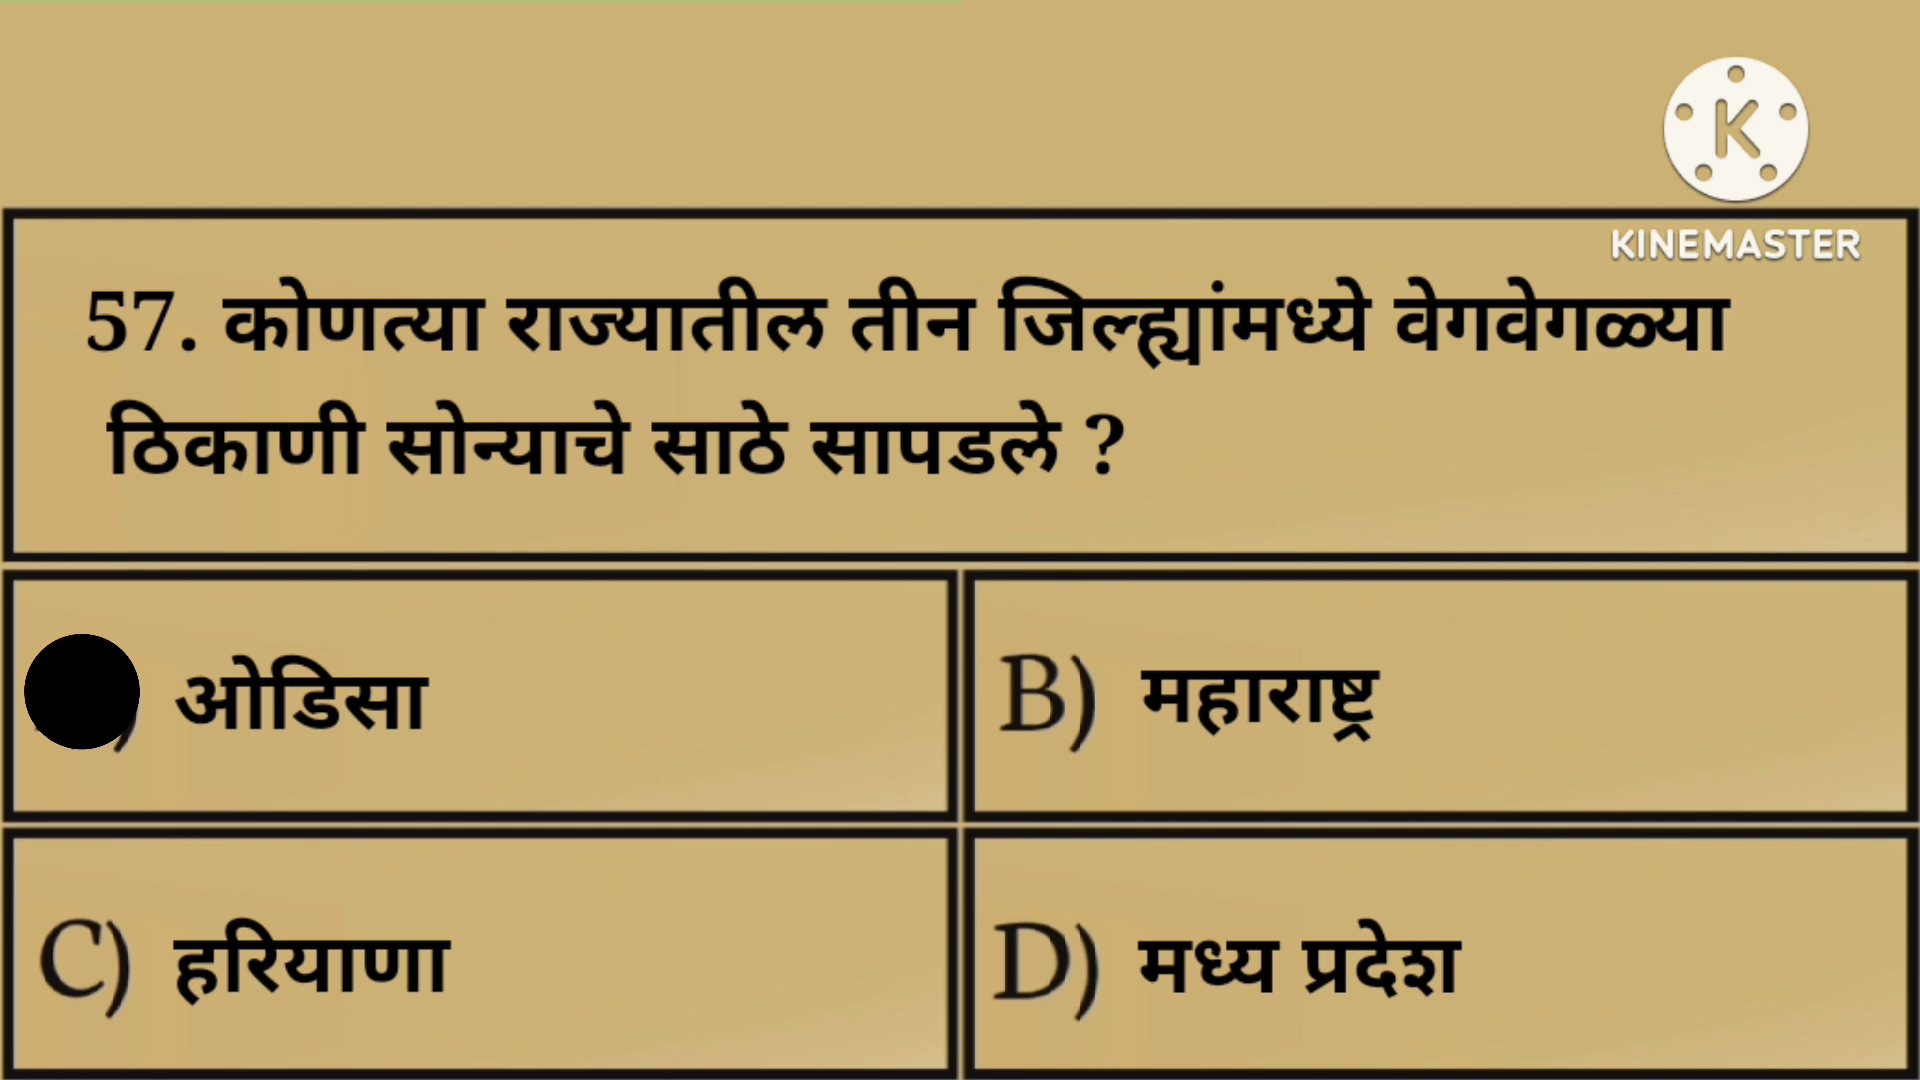 K
KINEMASTER
57. कोणत्या राज्यातील तीन जिल्ह्यांमध्ये वेगवेगळ्या
ठिकाणी सोन्याचे साठे सापडले ?
) ओडिसा
B) महाराष्ट्र
C) हरियाणा
D) मध्य प्रदेश